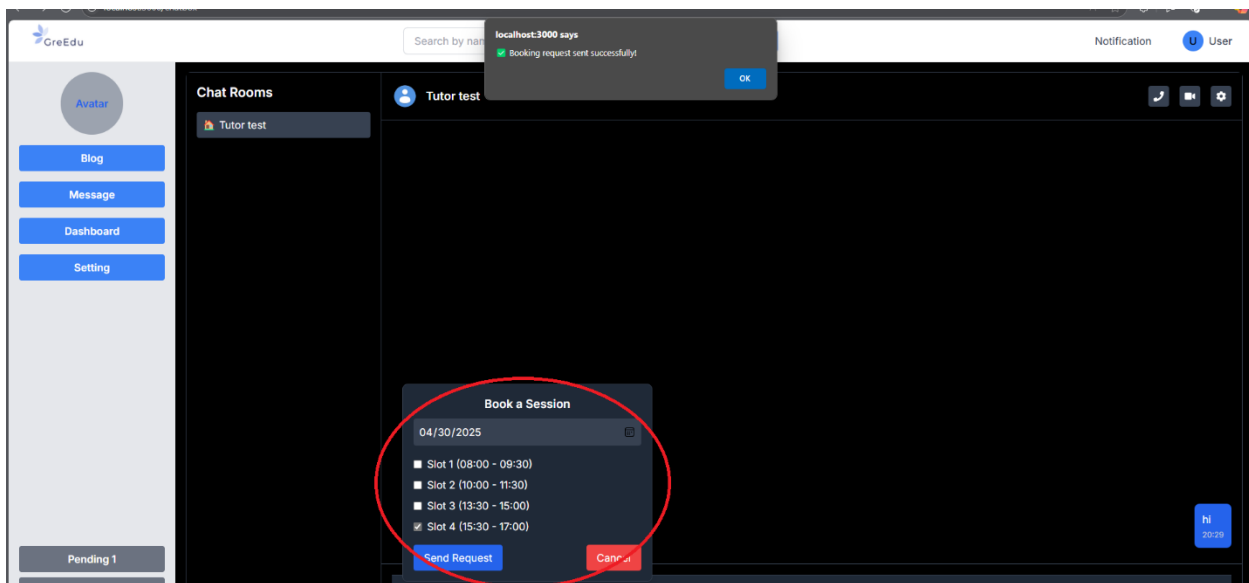 GreEdu
Search by nam
localhost:3000 says
✅ Booking request sent successfully!
OK
Notification
U User
Avatar
Blog
Message
Dashboard
Setting
Pending 1
Chat Rooms
🏠 Tutor test
Tutor test
Book a Session
04/30/2025
Slot 1 (08:00 - 09:30)
Slot 2 (10:00 - 11:30)
Slot 3 (13:30 - 15:00)
Slot 4 (15:30 - 17:00)
Send Request
Cancel
hi
20:29